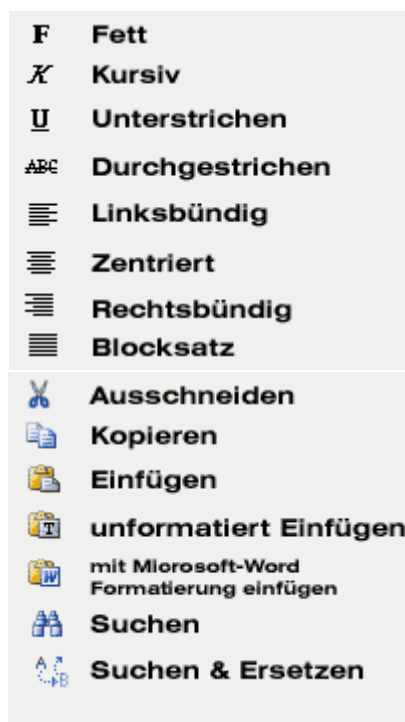 F Fett
K Kursiv
U Unterstrichen
ABC Durchgestrichen
Linksbündig
Zentriert
Rechtsbündig
Blocksatz
Ausschneiden
Kopieren
Einfügen
T unformatiert Einfügen
W mit Microsoft-Word
Formatierung einfügen
Suchen
A B Suchen & Ersetzen